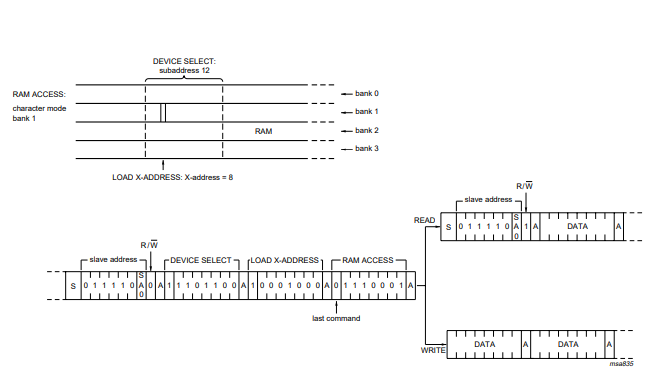 DEVICE SELECT:
subaddress 12
RAM ACCESS:
character mode
bank 1
bank 0
bank 1
RAM
bank 2
bank 3
LOAD X-ADDRESS: X-address = 8
R/W̅
slave address
READ
S 0 1 1 1 1 0 SA0 1 A DATA A
R/W̅
slave address
DEVICE SELECT
LOAD X-ADDRESS
RAM ACCESS
S 0 1 1 1 1 0 SA0 0 A 1 1 1 0 1 1 0 0 A 1 0 0 0 1 0 0 0 A 0 1 1 1 0 0 0 1 A
last command
WRITE
DATA A DATA A
msa835